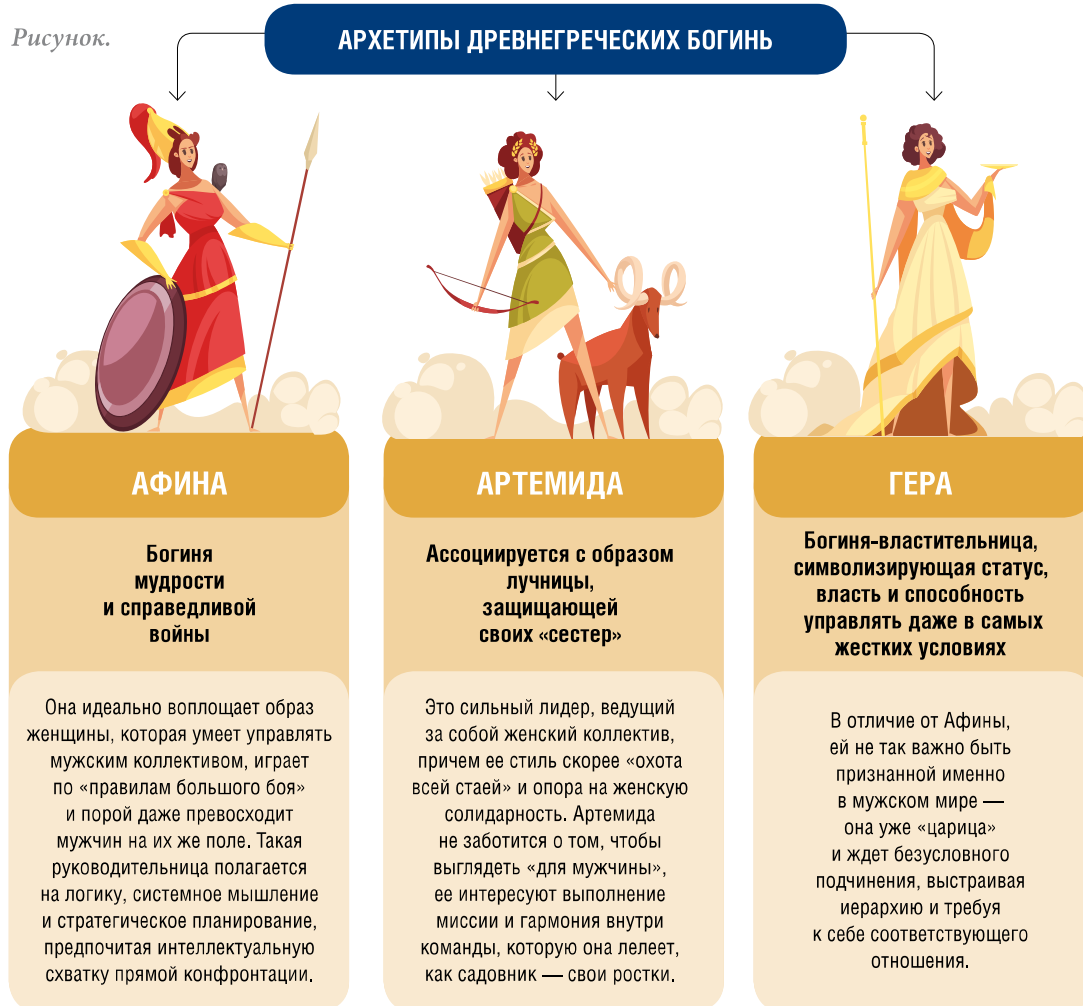 Рисунок.
АРХЕТИПЫ ДРЕВНЕГРЕЧЕСКИХ БОГИНЬ
АФИНА
Богиня
мудрости
и справедливой
войны
Она идеально воплощает образ
женщины, которая умеет управлять
мужским коллективом, играет
по «правилам большого боя»
и порой даже превосходит
мужчин на их же поле. Такая
руководительница полагается
на логику, системное мышление
и стратегическое планирование,
предпочитая интеллектуальную
схватку прямой конфронтации.
АРТЕМИДА
Ассоциируется с образом
лучницы,
защищающей
своих «сестер»
Это сильный лидер, ведущий
за собой женский коллектив,
причем ее стиль скорее «охота
всей стаей» и опора на женскую
солидарность. Артемида
не заботится о том, чтобы
выглядеть «для мужчины»,
ее интересуют выполнение
миссии и гармония внутри
команды, которую она лелеет,
как садовник — свои ростки.
ГЕРА
Богиня-властительница,
символизирующая статус,
власть и способность
управлять даже в самых
жестких условиях
В отличие от Афины,
ей не так важно быть
признанной именно
в мужском мире —
она уже «царица»
и ждет безусловного
подчинения, выстраивая
иерархию и требуя
к себе соответствующего
отношения.